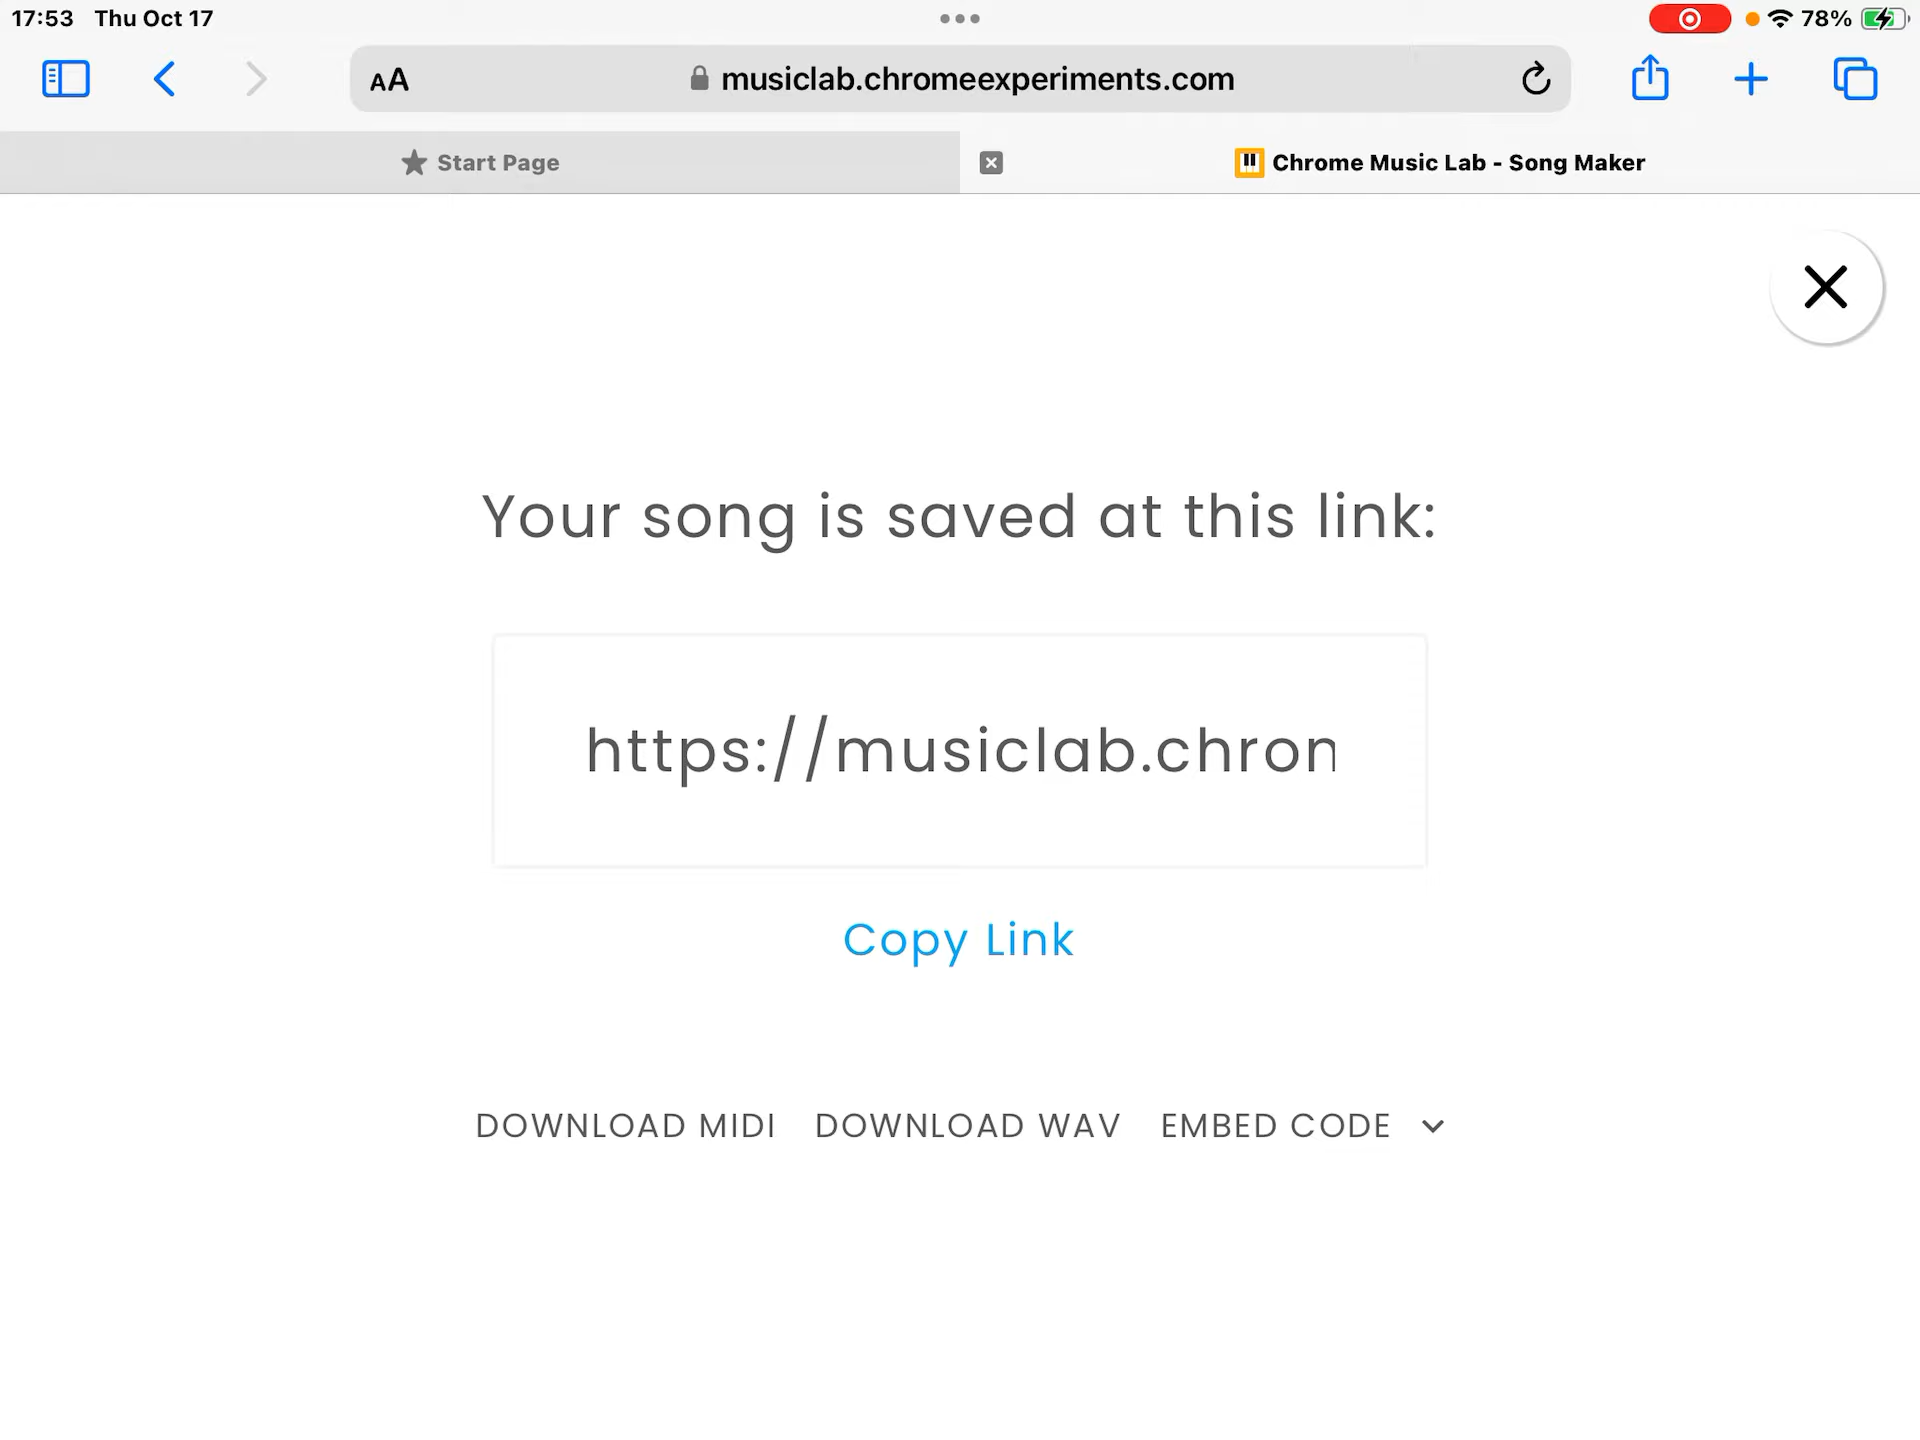 17:53 Thu Oct 17
78%
AA
musiclab.chromeexperiments.com
Start Page
Chrome Music Lab - Song Maker
Your song is saved at this link:
https://musiclab.chrom
Copy Link
DOWNLOAD MIDI DOWNLOAD WAV EMBED CODE